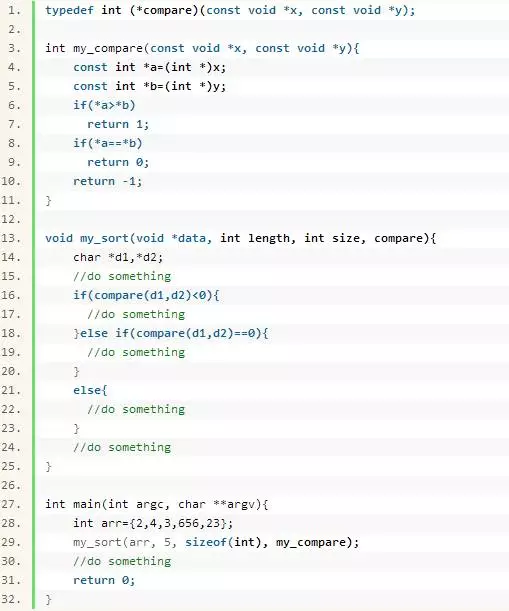 1. typedef int (*compare)(const void *x, const void *y);
2.
3. int my_compare(const void *x, const void *y){
4.     const int *a=(int *)x;
5.     const int *b=(int *)y;
6.     if(*a>*b)
7.       return 1;
8.     if(*a==*b)
9.       return 0;
10.     return -1;
11. }
12.
13. void my_sort(void *data, int length, int size, compare){
14.     char *d1,*d2;
15.     //do something
16.     if(compare(d1,d2)<0){
17.       //do something
18.     }else if(compare(d1,d2)==0){
19.       //do something
20.     }
21.     else{
22.       //do something
23.     }
24.     //do something
25. }
26.
27. int main(int argc, char **argv){
28.     int arr={2,4,3,656,23};
29.     my_sort(arr, 5, sizeof(int), my_compare);
30.     //do something
31.     return 0;
32. }